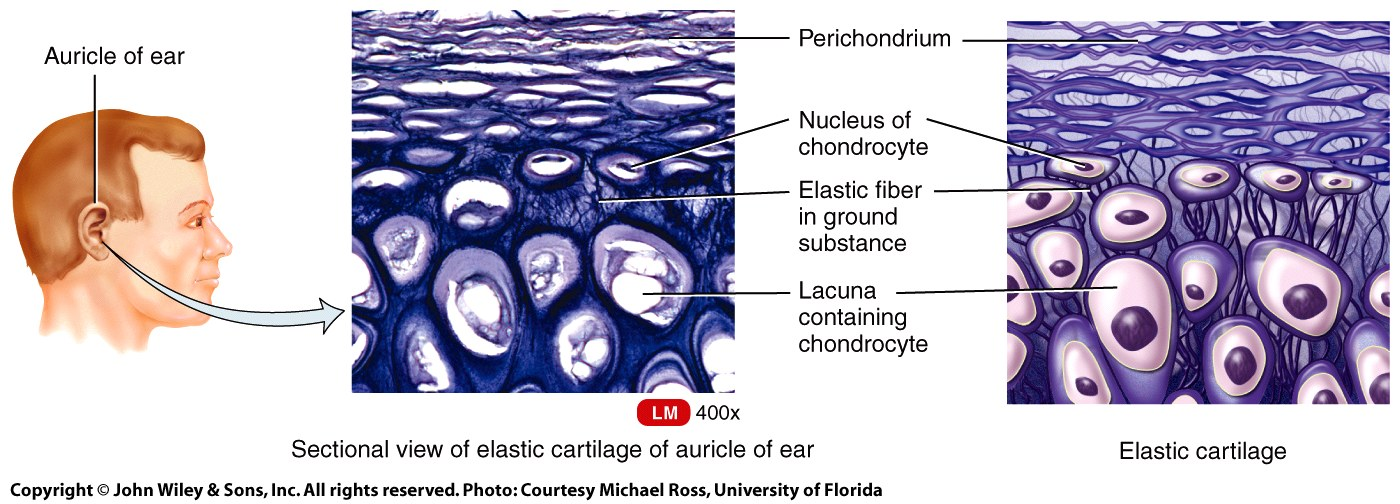 Auricle of ear
Perichondrium
Nucleus of
chondrocyte
Elastic fiber
in ground
substance
Lacuna
containing
chondrocyte
LM 400x
Sectional view of elastic cartilage of auricle of ear
Elastic cartilage
Copyright © John Wiley & Sons, Inc. All rights reserved. Photo: Courtesy Michael Ross, University of Florida